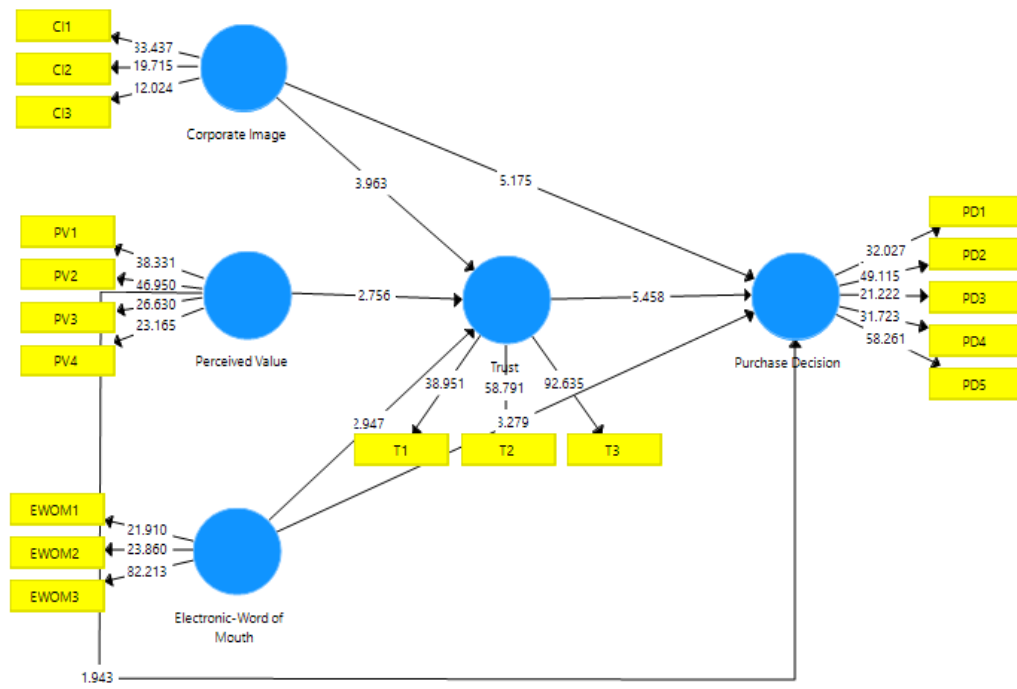 CI1
33.437
CI2
19.715
CI3
12.024
Corporate Image
3.963
5.175
PV1
38.331
PV2
46.950
PV3
26.630
PV4
23.165
Perceived Value
2.756
Trust
5.458
Purchase Decision
PD1
32.027
PD2
49.115
PD3
21.222
PD4
31.723
PD5
58.261
38.951
58.791
92.635
2.947
3.279
T1
T2
T3
EWOM1
21.910
EWOM2
23.860
EWOM3
82.213
Electronic-Word of
Mouth
1.943